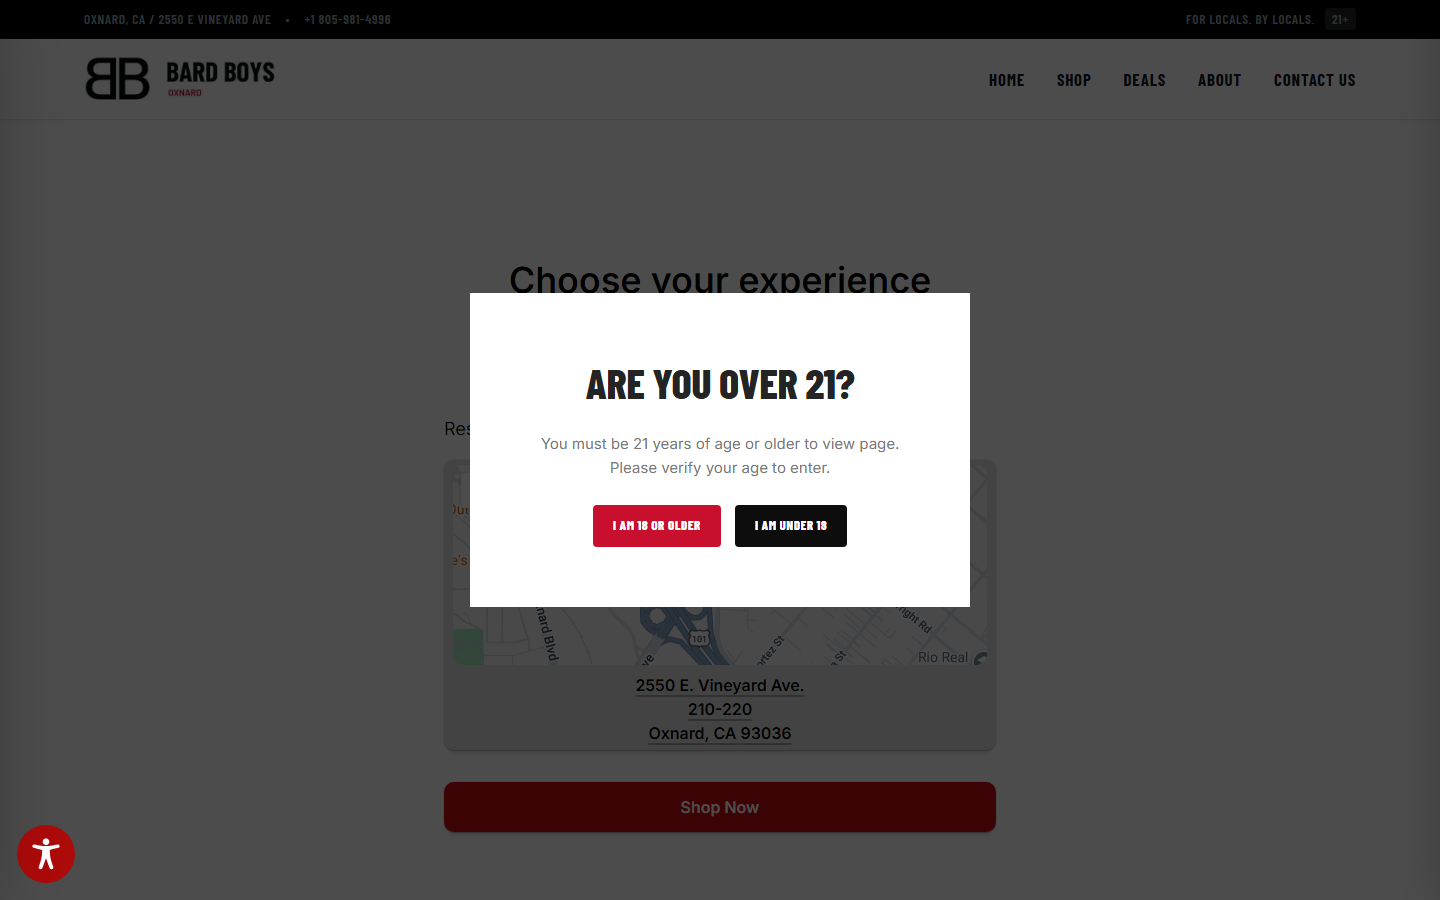 OXNARD, CA / 2550 E VINEYARD AVE • +1 805-981-4996
FOR LOCALS. BY LOCALS. 21+
BB BARD BOYS
OXNARD
HOME SHOP DEALS ABOUT CONTACT US
Choose your experience
ARE YOU OVER 21?
You must be 21 years of age or older to view page.
Please verify your age to enter.
I AM 18 OR OLDER I AM UNDER 18
101
Rio Real
2550 E. Vineyard Ave.
210-220
Oxnard, CA 93036
Shop Now